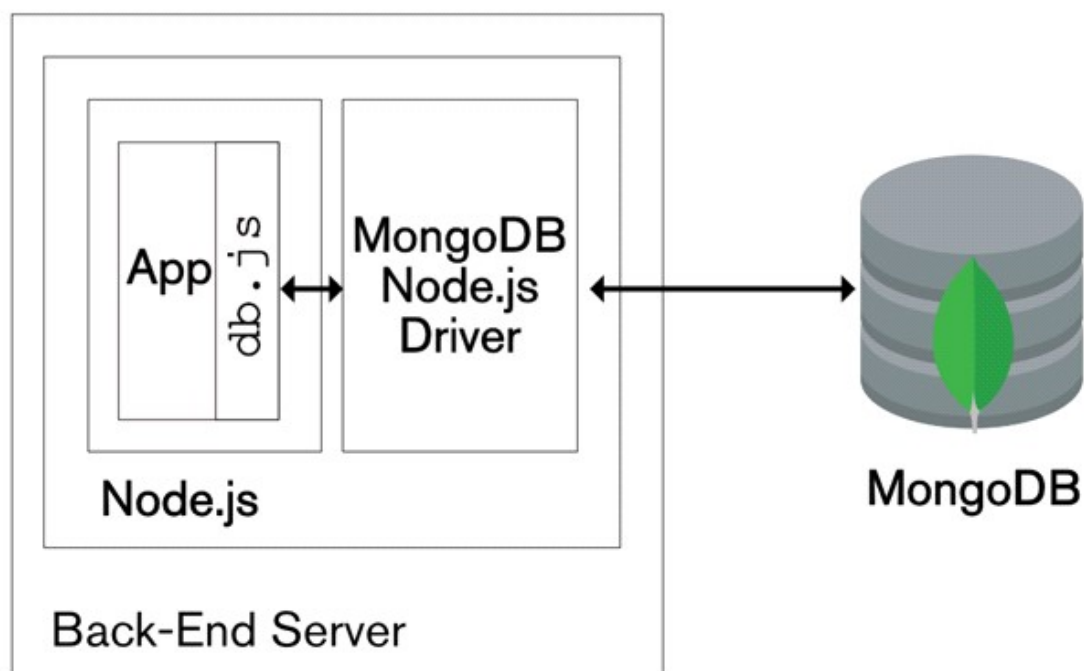 App
db.js
MongoDB
Node.js
Driver
Node.js
MongoDB
Back-End Server